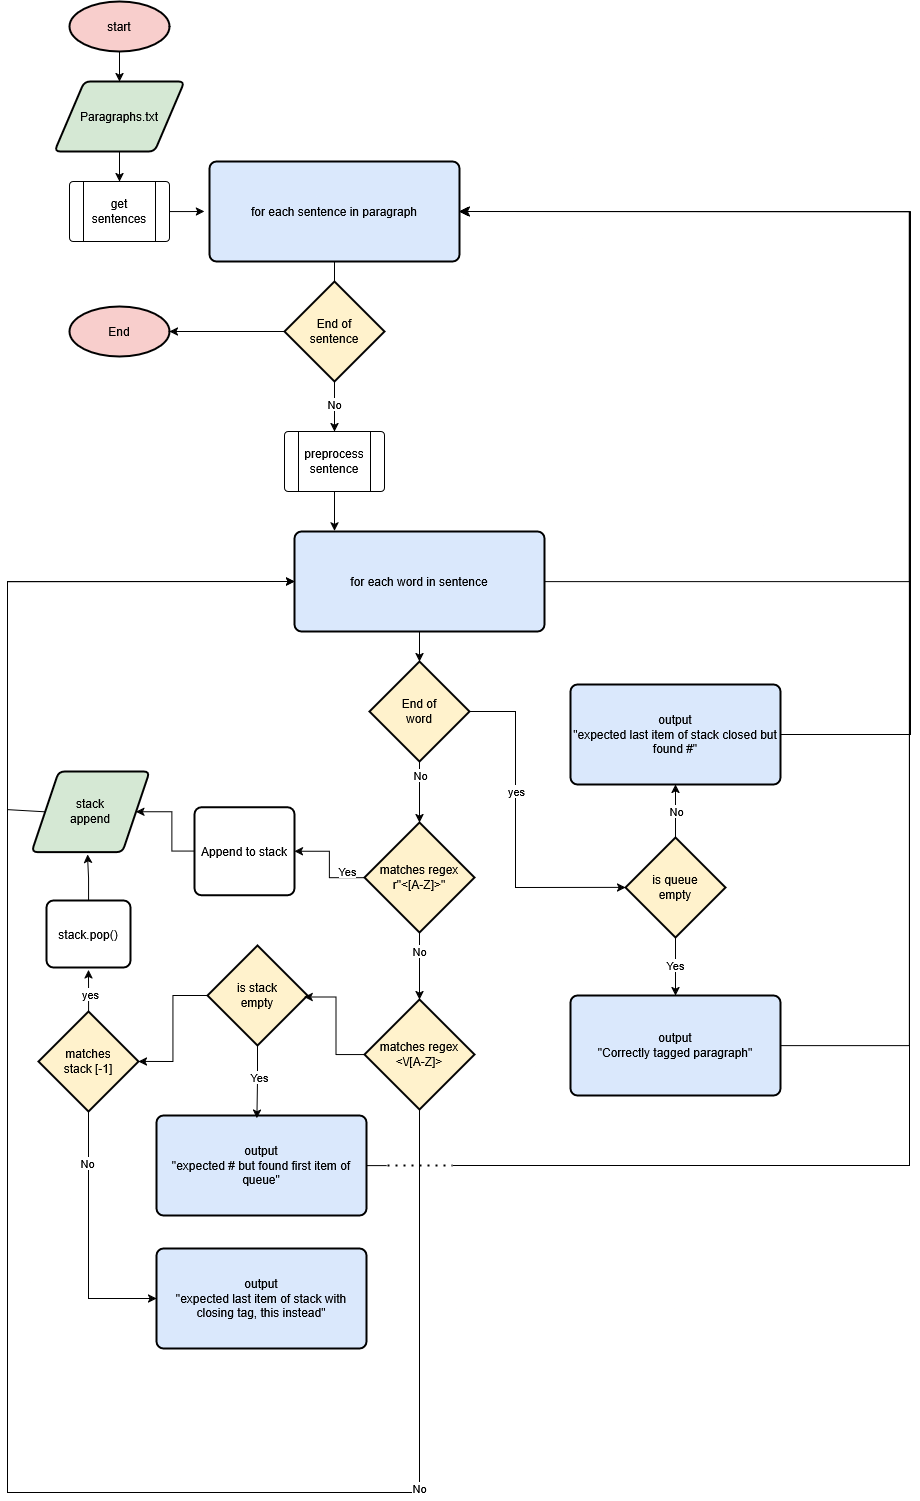 start
Paragraphs.txt
get
sentences
for each sentence in paragraph
End of
sentence
End
No
preprocess
sentence
for each word in sentence
End of
word
No
yes
output
"expected last item of stack closed but
found #"
No
is queue
empty
Yes
output
"Correctly tagged paragraph"
matches regex
r"<[A-Z]>"
Yes
Append to stack
stack
append
stack.pop()
yes
No
matches regex
<\/[A-Z]>
is stack
empty
matches
stack [-1]
Yes
output
"expected # but found first item of
queue"
No
output
"expected last item of stack with
closing tag, this instead"
No